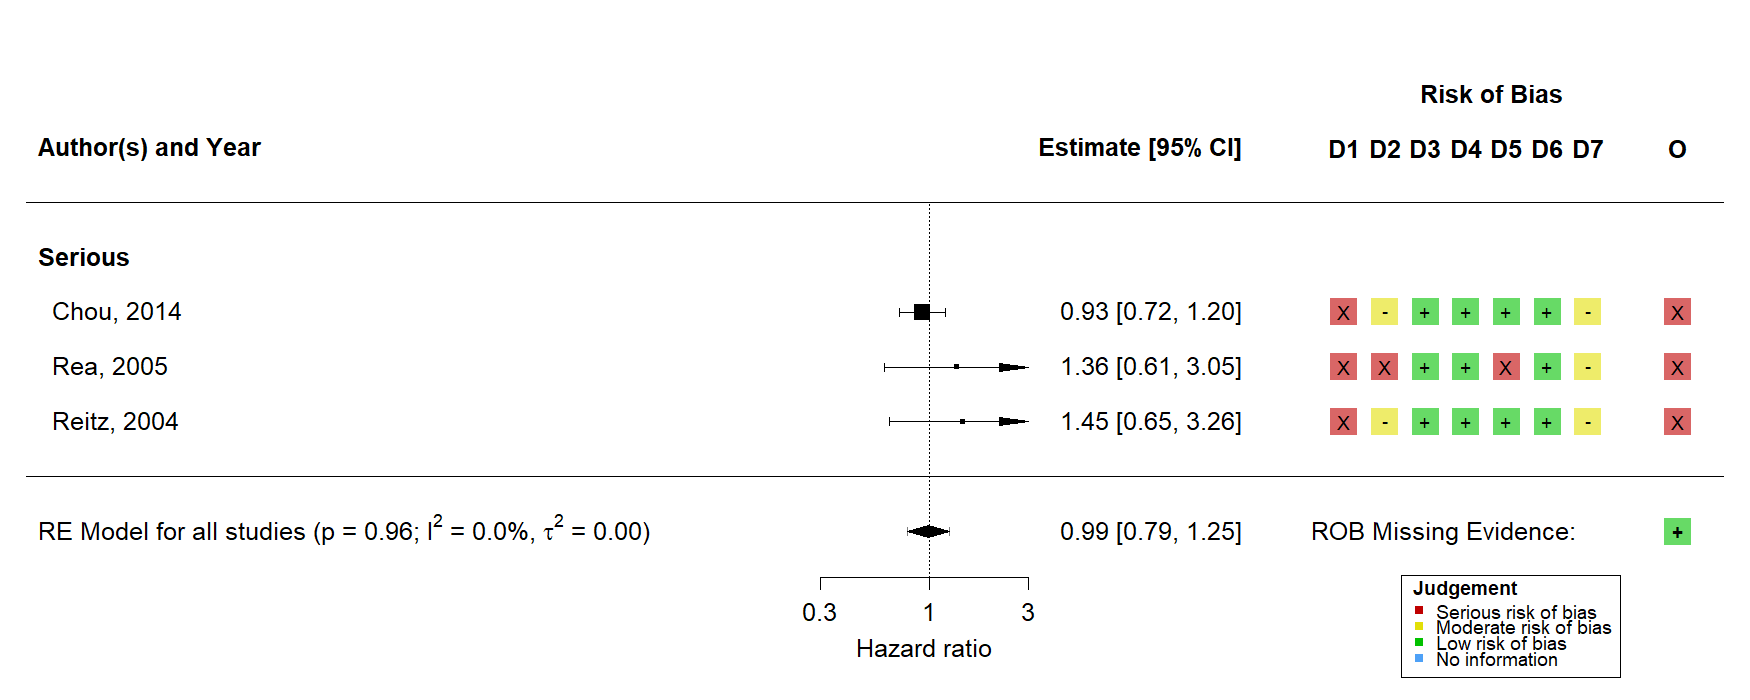 Risk of Bias
Author(s) and Year Estimate [95% CI] D1 D2 D3 D4 D5 D6 D7 O
Serious
Chou, 2014 0.93 [0.72, 1.20] X - + + + + - X
Rea, 2005 1.36 [0.61, 3.05] X X + + X + - X
Reitz, 2004 1.45 [0.65, 3.26] X - + + + + - X
RE Model for all studies (p = 0.96; I² = 0.0%, τ² = 0.00) 0.99 [0.79, 1.25] ROB Missing Evidence: +
0.3 1 3
Hazard ratio
Judgement
Serious risk of bias
Moderate risk of bias
Low risk of bias
No information